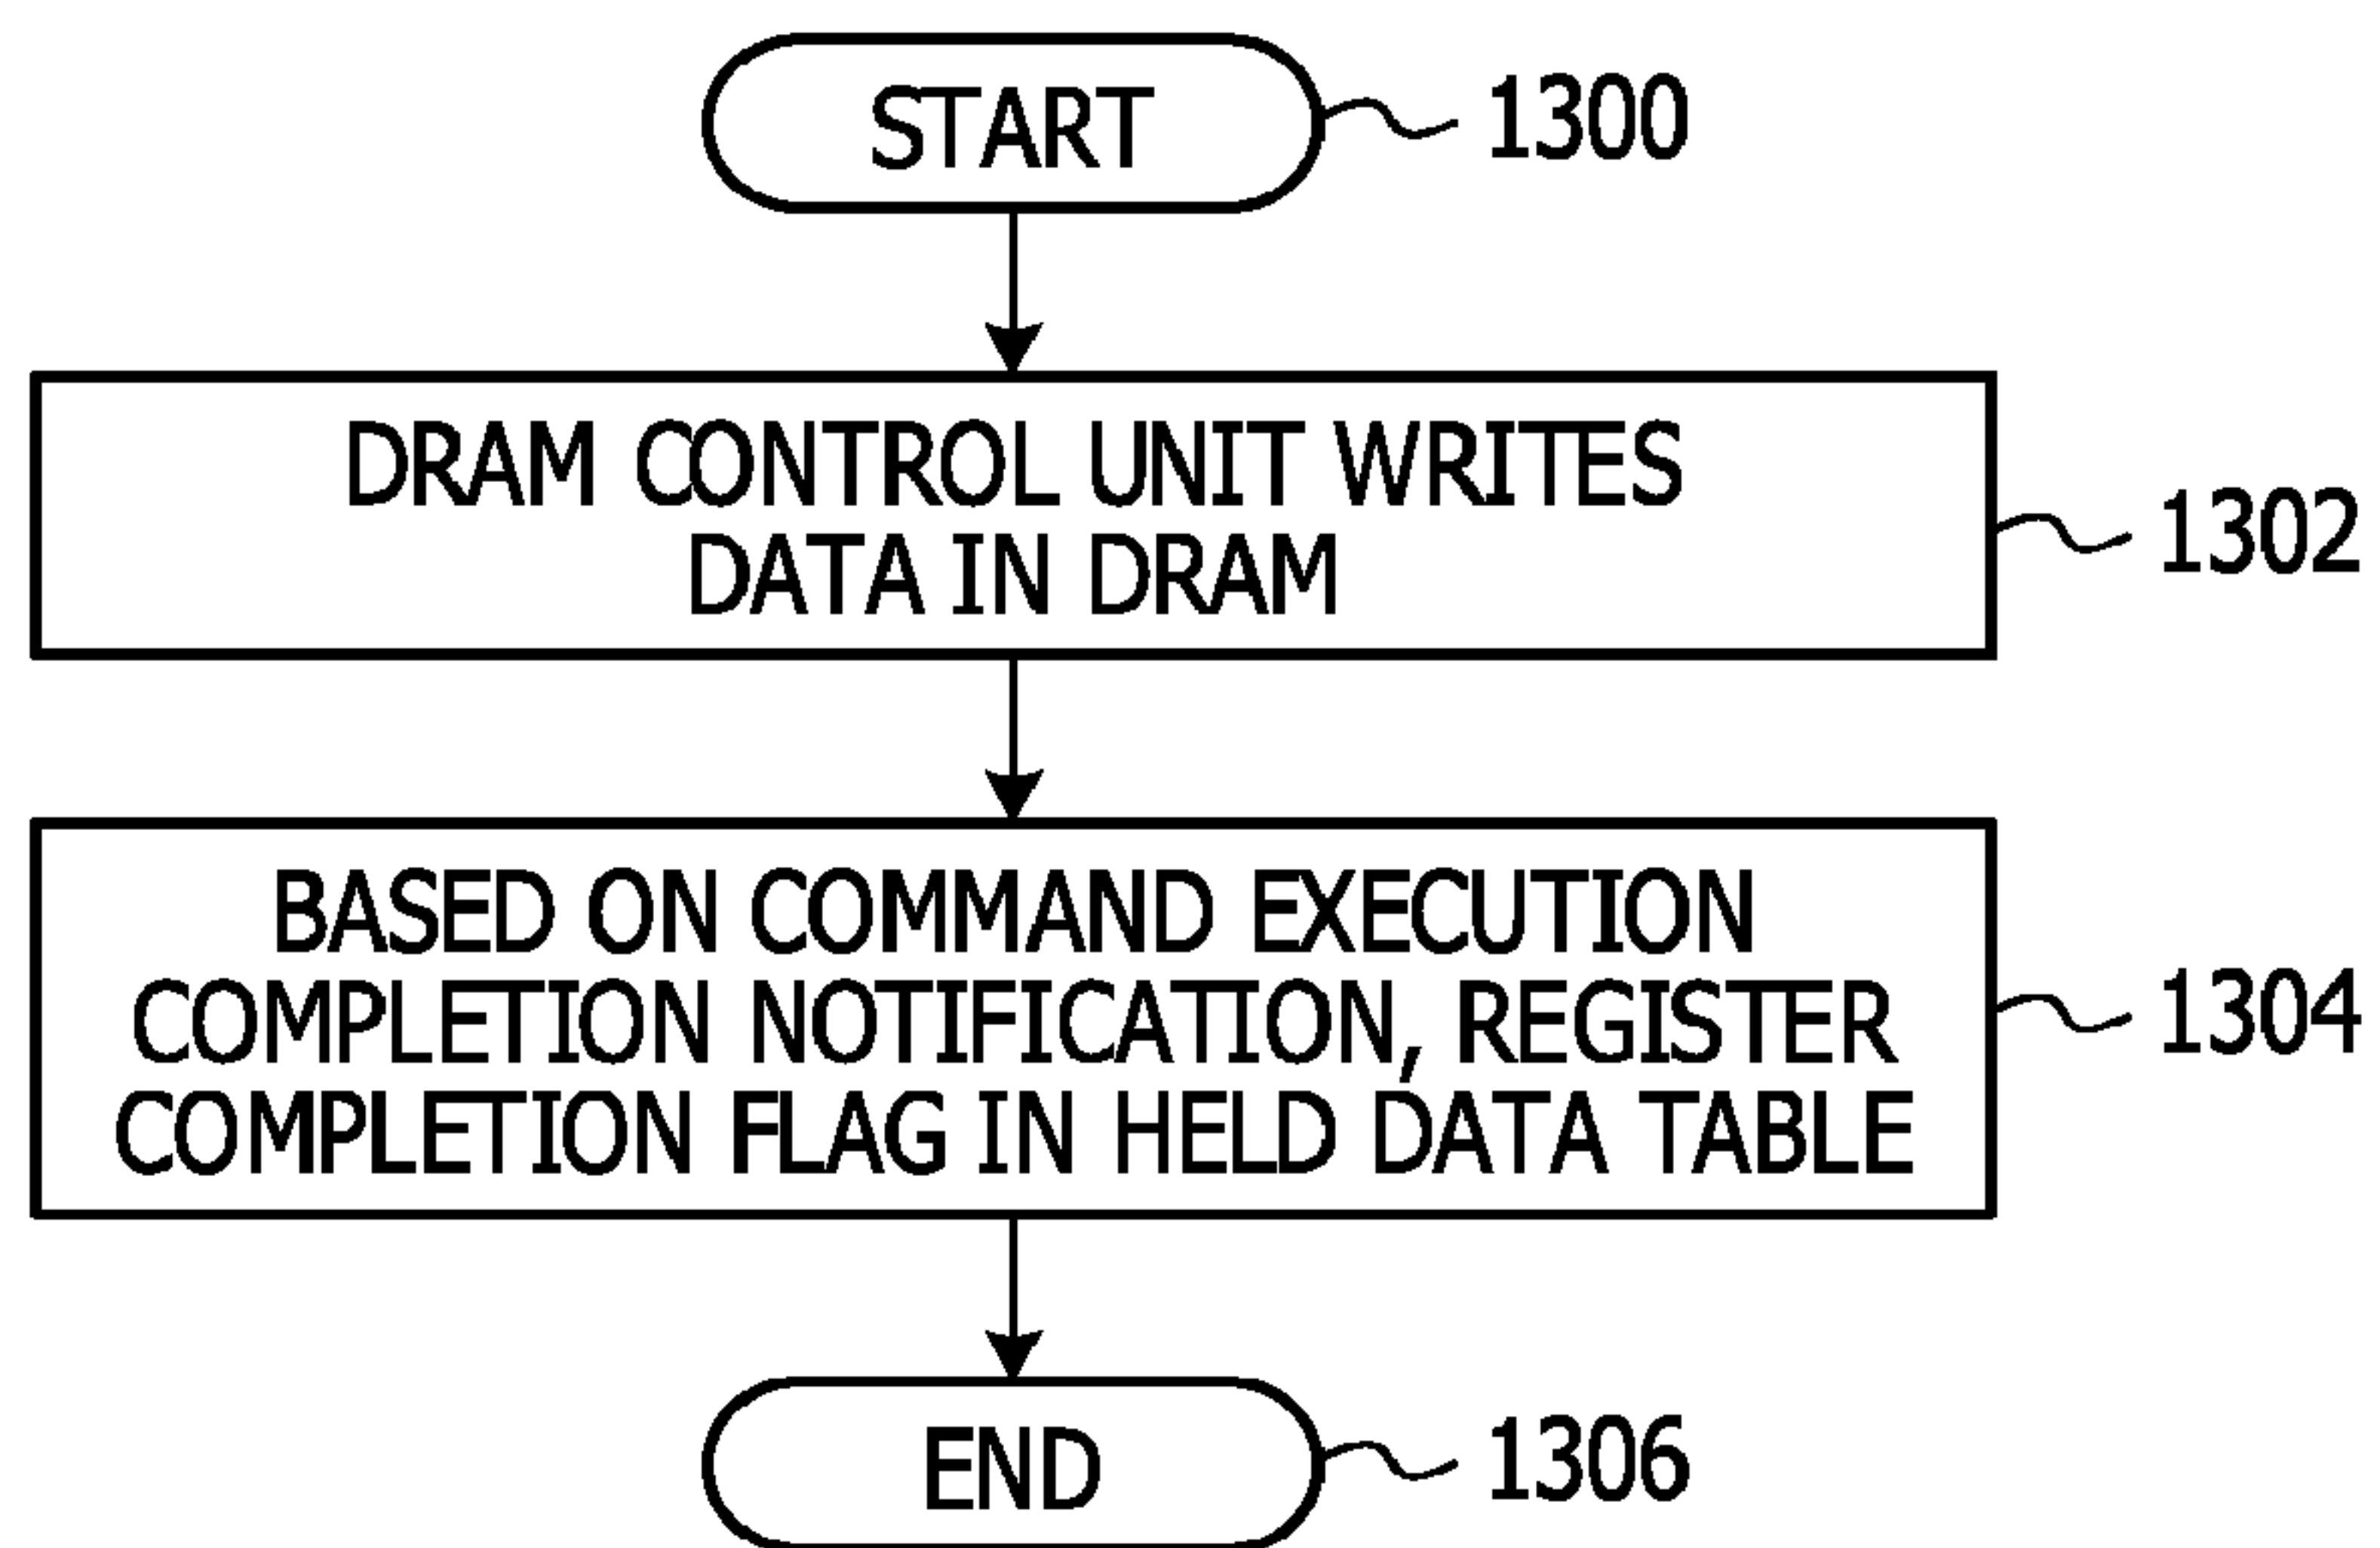 START
1300
DRAM CONTROL UNIT WRITES
DATA IN DRAM
1302
BASED ON COMMAND EXECUTION
COMPLETION NOTIFICATION, REGISTER
COMPLETION FLAG IN HELD DATA TABLE
1304
END
1306